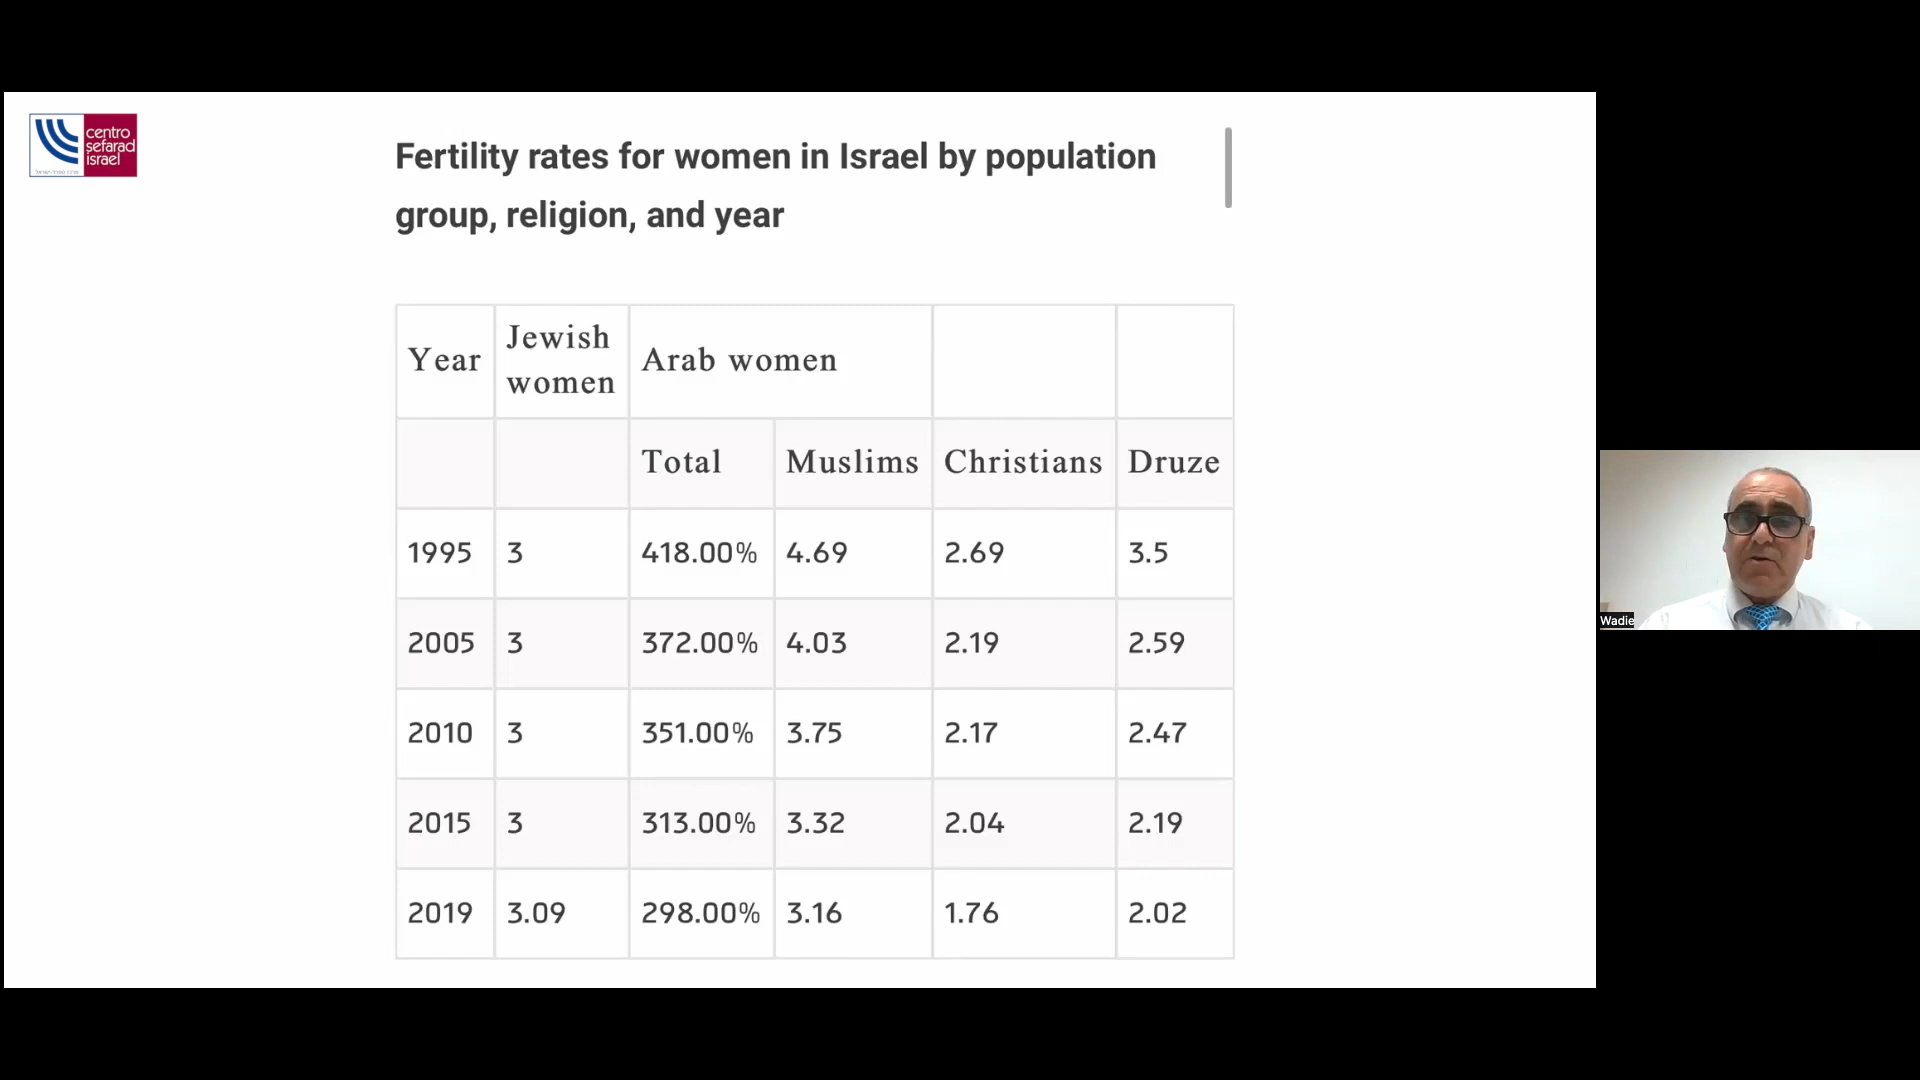 centro
sefarad
israel
Fertility rates for women in Israel by population
group, religion, and year
Year
Jewish
women
Arab women
Total Muslims Christians Druze
1995 3 418.00% 4.69 2.69 3.5
2005 3 372.00% 4.03 2.19 2.59
2010 3 351.00% 3.75 2.17 2.47
2015 3 313.00% 3.32 2.04 2.19
2019 3.09 298.00% 3.16 1.76 2.02
Wadie